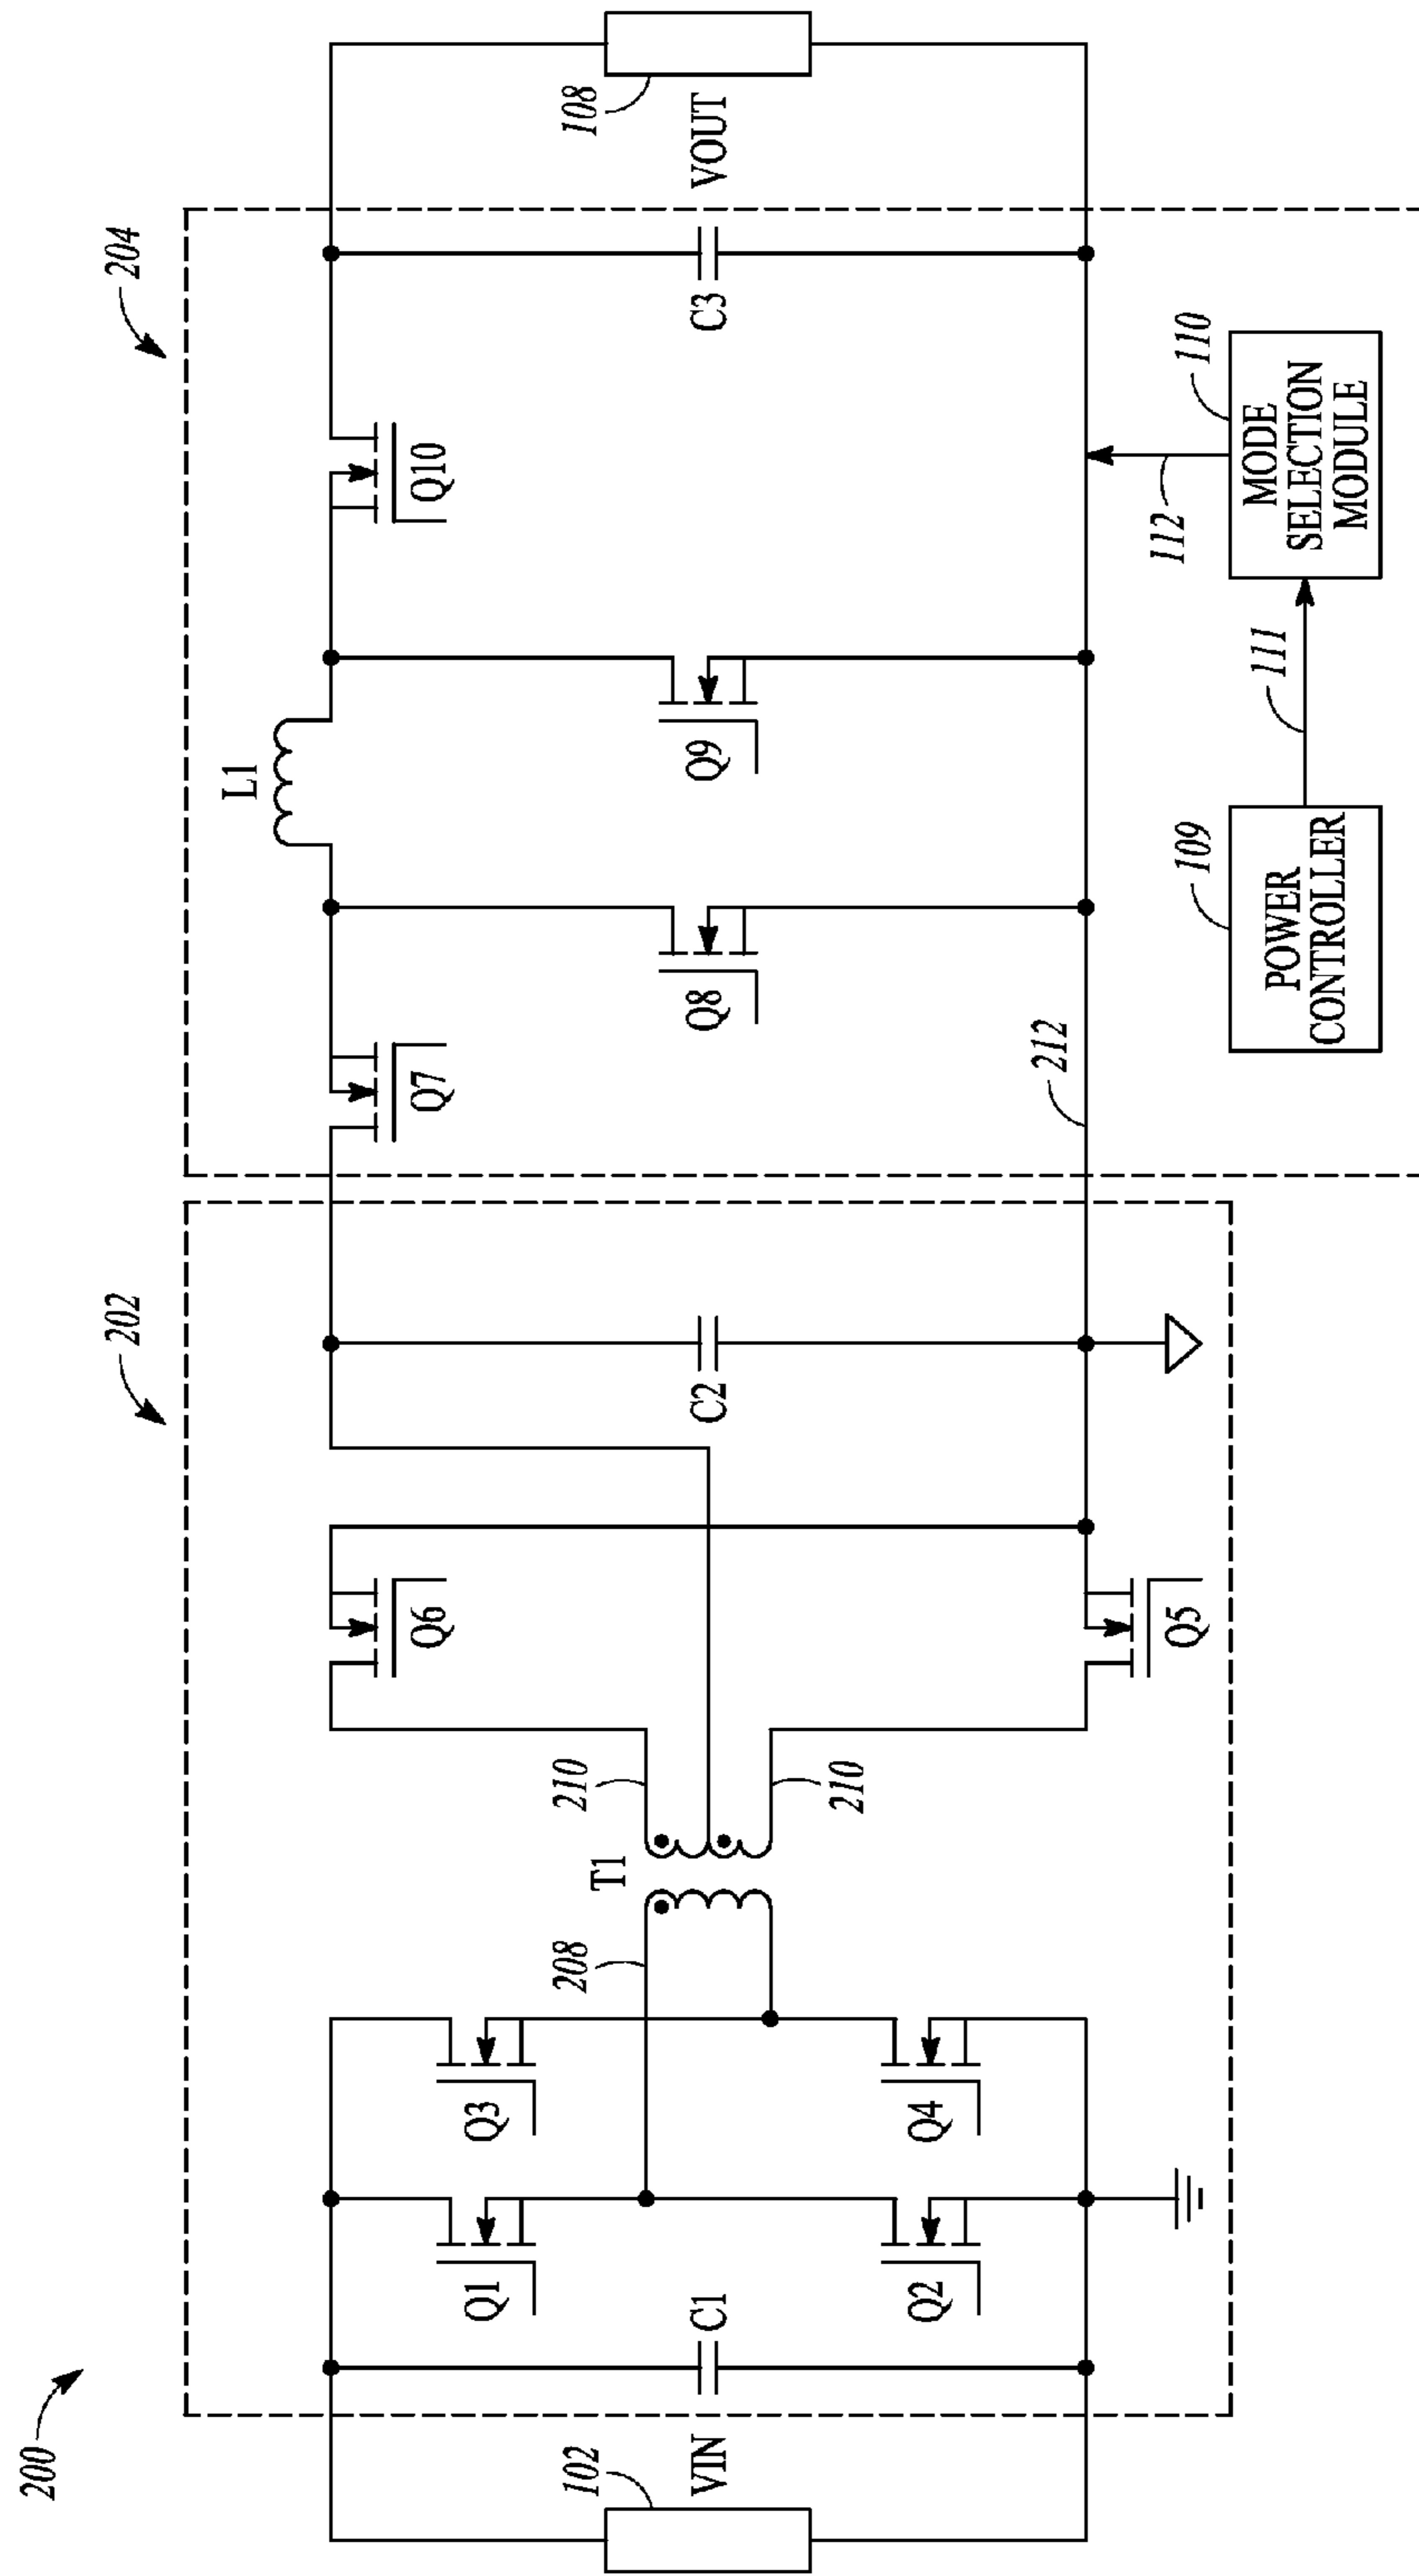 200
202
204
102
VIN
C1
Q1
Q2
Q3
Q4
208
T1
210
210
Q6
Q5
C2
212
Q7
Q8
L1
Q9
Q10
C3
108
VOUT
109
POWER
CONTROLLER
111
110
MODE
SELECTION
MODULE
112